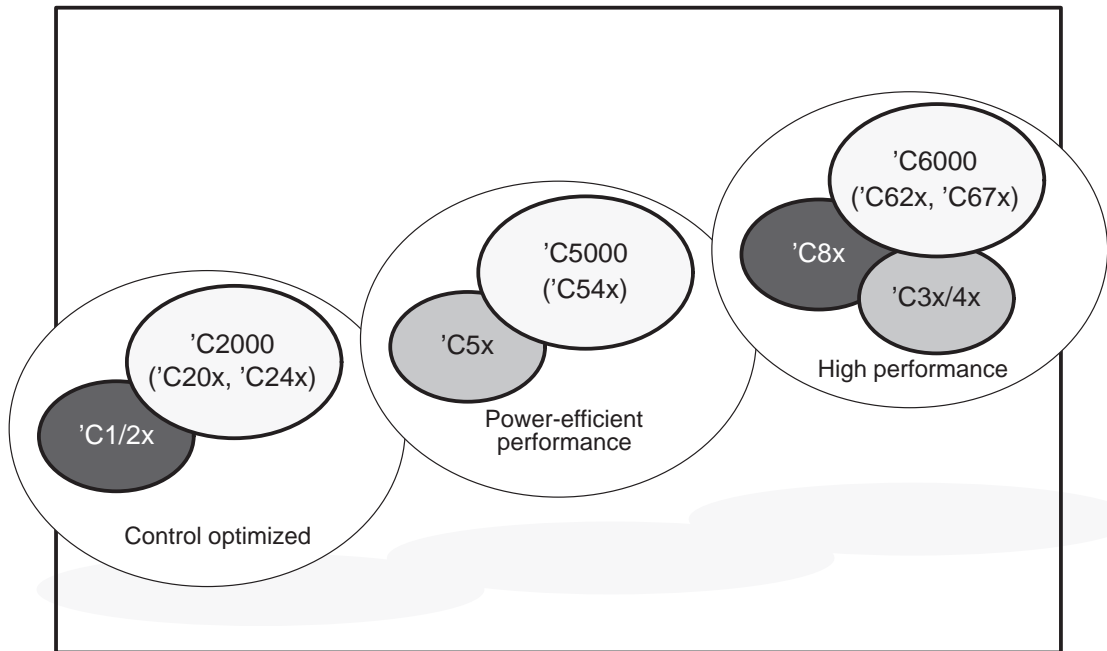 ’C6000
(’C62x, ’C67x)
’C8x
’C3x/4x
High performance
’C5000
(’C54x)
’C5x
Power-efficient
performance
’C2000
(’C20x, ’C24x)
’C1/2x
Control optimized